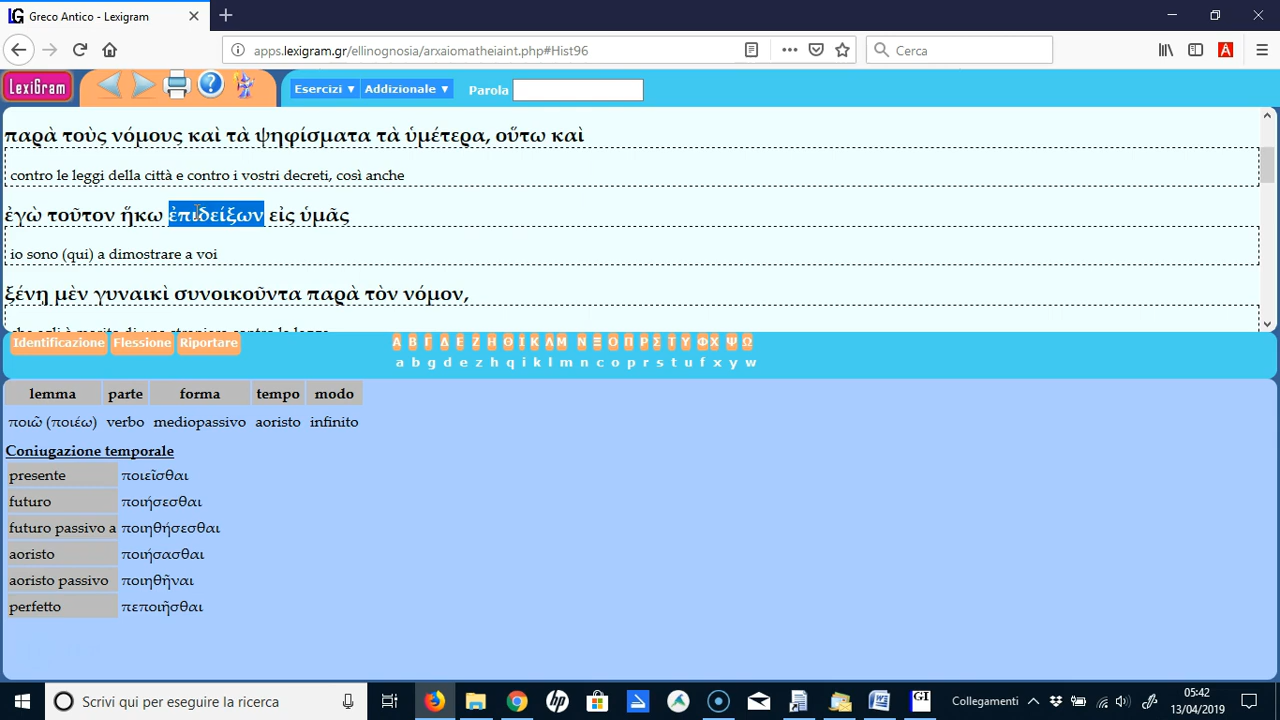 Greco Antico - Lexigram
apps.lexigram.gr/ellinognosia/arxaiomatheiaint.php#Hist96
Cerca
LexiGram
Esercizi ▼ Addizionale ▼ Parola
παρὰ τοὺς νόμους καὶ τὰ ψηφίσματα τὰ ὑμέτερα, οὕτω καὶ
contro le leggi della città e contro i vostri decreti, così anche
ἐγὼ τοῦτον ἥκω ἐπιδείξων εἰς ὑμᾶς
io sono (qui) a dimostrare a voi
ξένῃ μὲν γυναικὶ συνοικοῦντα παρὰ τὸν νόμον,
Identificazione Flessione Riportare
Α Β Γ Δ Ε Ζ Η Θ Ι Κ Λ Μ Ν Ξ Ο Π Ρ Σ Τ Υ Φ Χ Ψ Ω
a b g d e z h q i k l m n c o p r s t u f x y w
lemma parte forma tempo modo
ποιῶ (ποιέω) verbo mediopassivo aoristo infinito
Coniugazione temporale
presente ποιεῖσθαι
futuro ποιήσεσθαι
futuro passivo a ποιηθήσεσθαι
aoristo ποιήσασθαι
aoristo passivo ποιηθῆναι
perfetto πεποιῆσθαι
Scrivi qui per eseguire la ricerca
GI
Collegamenti
05:42
13/04/2019